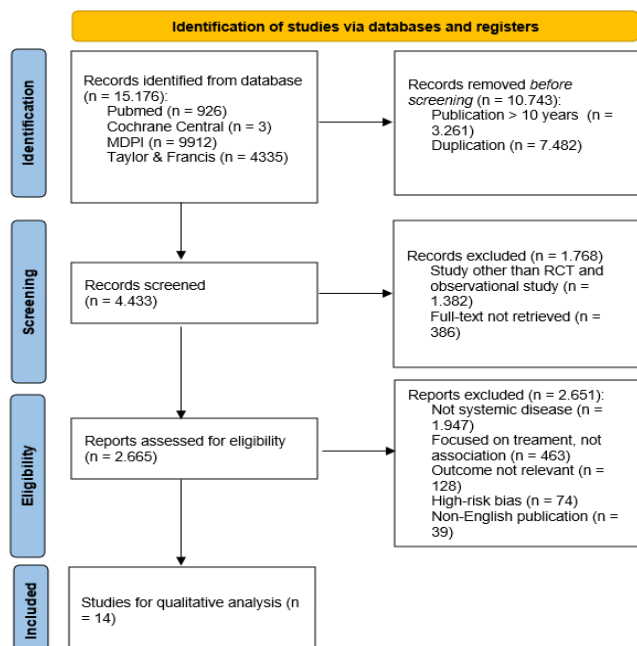 Identification of studies via databases and registers
Identification
Records identified from database
(n = 15.176):
Pubmed (n = 926)
Cochrane Central (n = 3)
MDPI (n = 9912)
Taylor & Francis (n = 4335)
Records removed before
screening (n = 10.743):
Publication > 10 years (n =
3.261)
Duplication (n = 7.482)
Screening
Records screened
(n = 4.433)
Records excluded (n = 1.768)
Study other than RCT and
observational study (n =
1.382)
Full-text not retrieved (n =
386)
Eligibility
Reports assessed for eligibility
(n = 2.665)
Reports excluded (n = 2.651):
Not systemic disease (n =
1.947)
Focused on treament, not
association (n = 463)
Outcome not relevant (n =
128)
High-risk bias (n = 74)
Non-English publication (n =
39)
Included
Studies for qualitative analysis (n
= 14)